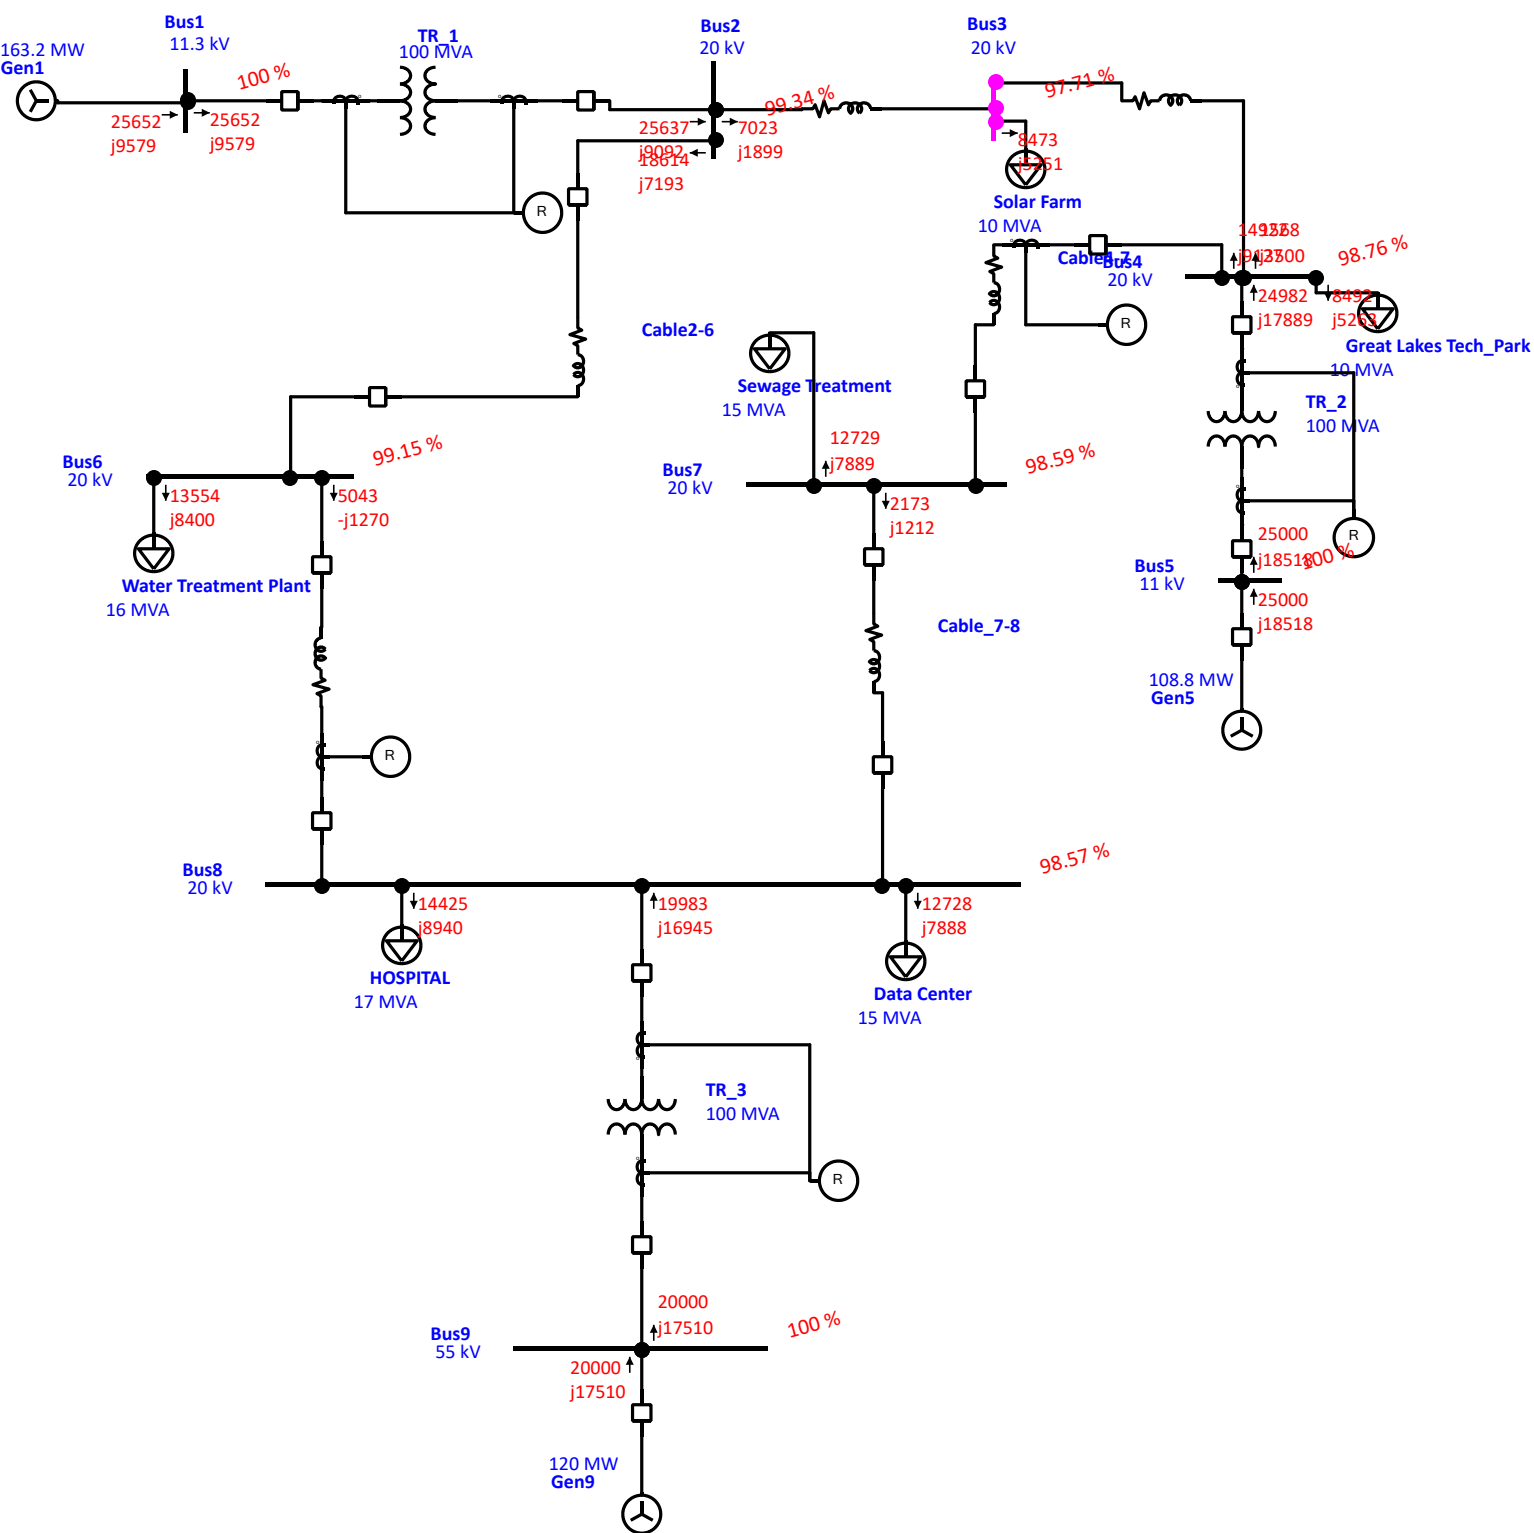 Bus1
11.3 kV
163.2 MW
Gen1
100 %
TR_1
100 MVA
Bus2
20 kV
Bus3
20 kV
99.34 %
97.71 %
25652
j9579
25652
j9579
25637
j9092
18614
j7193
7023
j1899
8473
j5251
R
Solar Farm
10 MVA
Bus4
20 kV
98.76 %
24982
j17889
8492
j5263
Great Lakes Tech_Park
10 MVA
R
Cable2-6
Sewage Treatment
15 MVA
12729
j7889
TR_2
100 MVA
Bus6
20 kV
99.15 %
Bus7
20 kV
98.59 %
13554
j8400
5043
-j1270
2173
j1212
R
25000
j18518
100 %
Bus5
11 kV
25000
j18518
Water Treatment Plant
16 MVA
Cable_7-8
108.8 MW
Gen5
R
Bus8
20 kV
98.57 %
14425
j8940
19983
j16945
12728
j7888
HOSPITAL
17 MVA
Data Center
15 MVA
TR_3
100 MVA
R
20000
j17510
100 %
Bus9
55 kV
20000
j17510
120 MW
Gen9